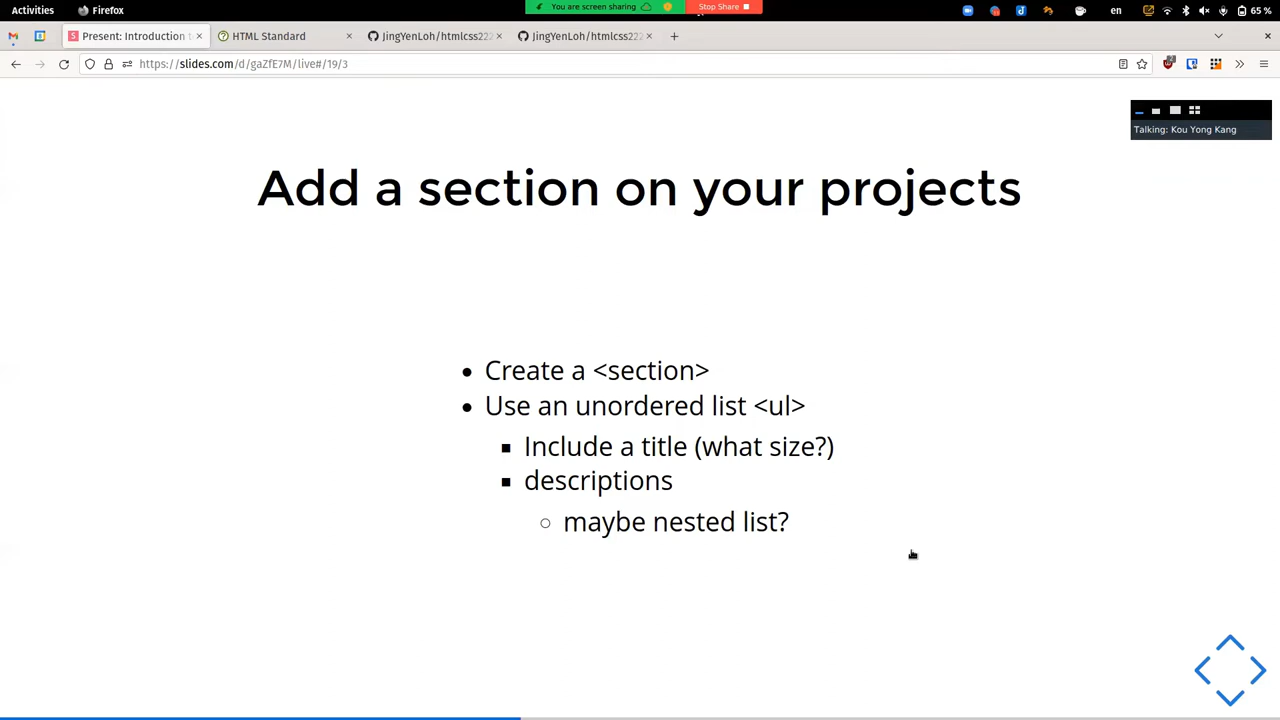 Activities
Firefox
You are screen sharing
Stop Share
en
65 %
Present: Introduction t
HTML Standard
JingYenLoh/htmlcss222
JingYenLoh/htmlcss222
https://slides.com/d/gaZfE7M/live#/19/3
Talking: Kou Yong Kang
Add a section on your projects
Create a <section>
Use an unordered list <ul>
Include a title (what size?)
descriptions
maybe nested list?